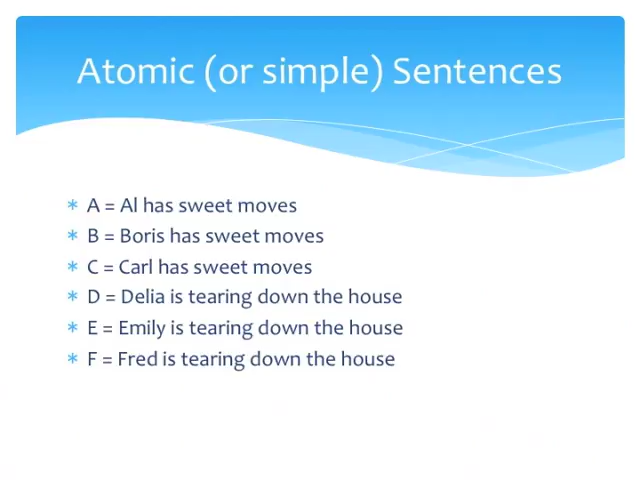 Atomic (or simple) Sentences
* A = Al has sweet moves
* B = Boris has sweet moves
* C = Carl has sweet moves
* D = Delia is tearing down the house
* E = Emily is tearing down the house
* F = Fred is tearing down the house